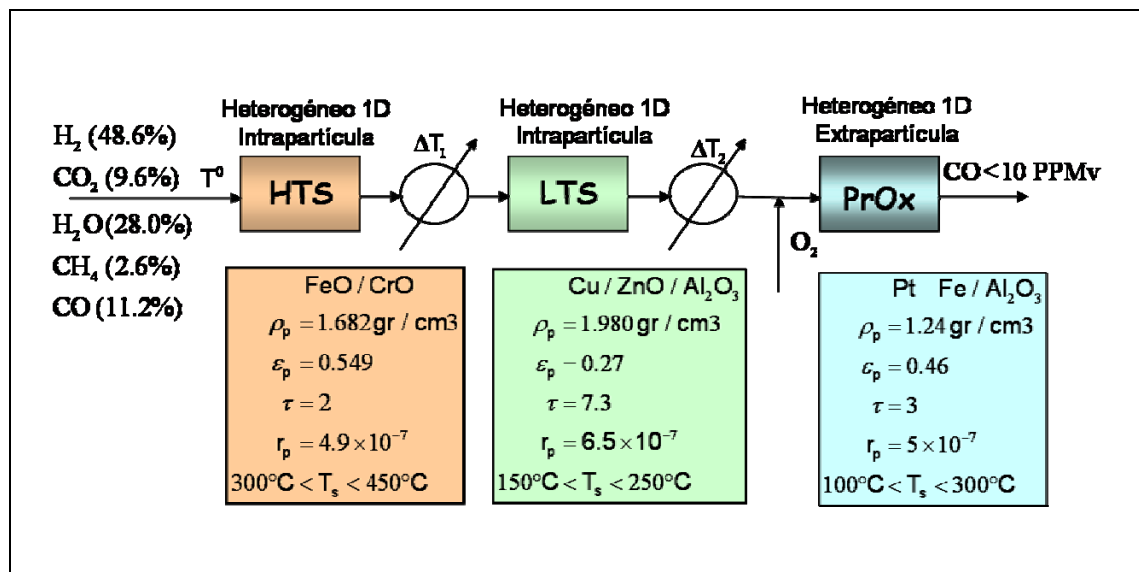 H₂ (48.6%)
CO₂ (9.6%)
H₂O (28.0%)
CH₄ (2.6%)
CO (11.2%)
T⁰
Heterogéneo 1D
Intrapartícula
HTS
ΔT₁
Heterogéneo 1D
Intrapartícula
LTS
ΔT₂
O₂
Heterogéneo 1D
Extrapartícula
PrOx
CO<10 PPMv
FeO / CrO
ρₚ = 1.682 gr / cm3
εₚ = 0.549
τ = 2
rₚ = 4.9 × 10⁻⁷
300°C < Tₛ < 450°C
Cu / ZnO / Al₂O₃
ρₚ = 1.980 gr / cm3
εₚ − 0.27
τ = 7.3
rₚ = 6.5 × 10⁻⁷
150°C < Tₛ < 250°C
Pt Fe / Al₂O₃
ρₚ = 1.24 gr / cm3
εₚ = 0.46
τ = 3
rₚ = 5 × 10⁻⁷
100°C < Tₛ < 300°C